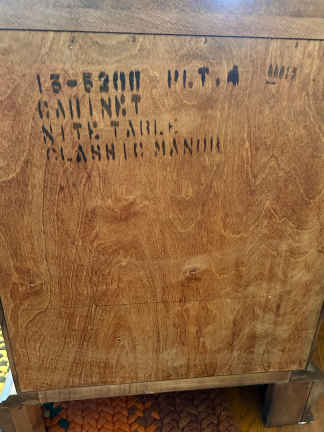 13-5200 PLT.4
CABINET
NITE TABLE
CLASSIC MANOR